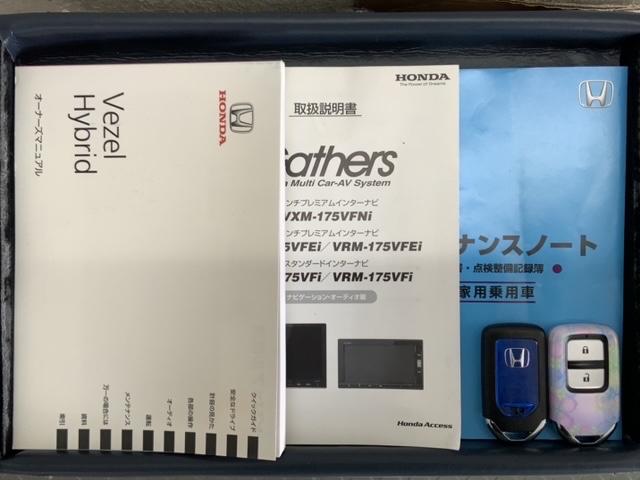 Vezel
Hybrid
オーナーズマニュアル
HONDA
クイックガイド
安全なドライブ
計器の見かた
各部の操作
オーディオ
運転
メンテナンス
万一の場合には
資料
索引
HONDA
The Power of Dreams
取扱説明書
Gathers
Multi Car-AV System
ンチプレミアムインターナビ
VXM-175VFNi
ンチプレミアムインターナビ
75VFEi/VRM-175VFEi
スタンダードインターナビ
75VFi/VRM-175VFi
ナビゲーション・オーディオ編
Honda Access
ナンスノート
・点検整備記録簿
家用乗用車